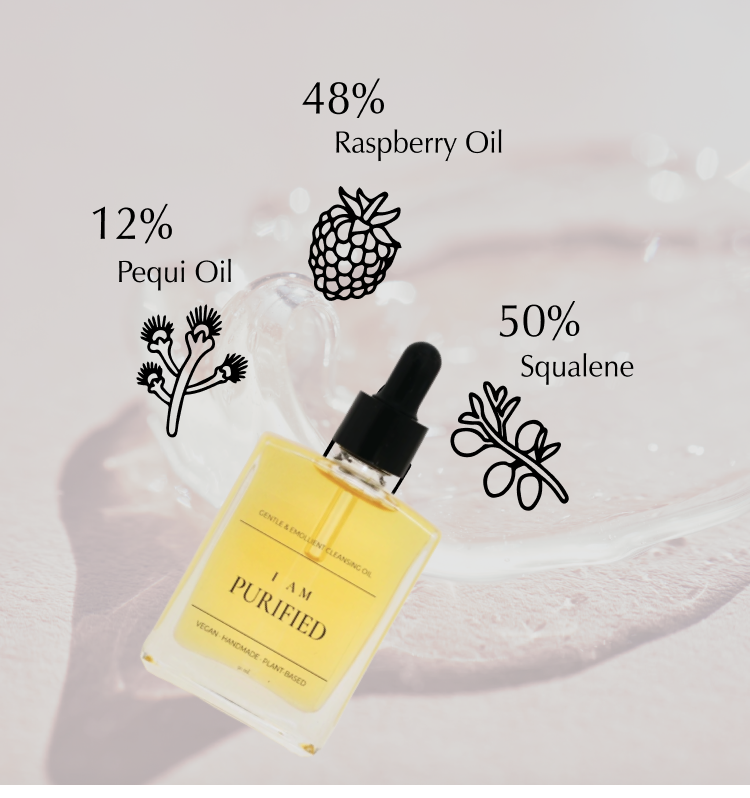 48%
Raspberry Oil
12%
Pequi Oil
50%
Squalene
GENTLE & EMOLLIENT CLEANSING OIL
I AM
PURIFIED
VEGAN · HANDMADE · PLANT-BASED